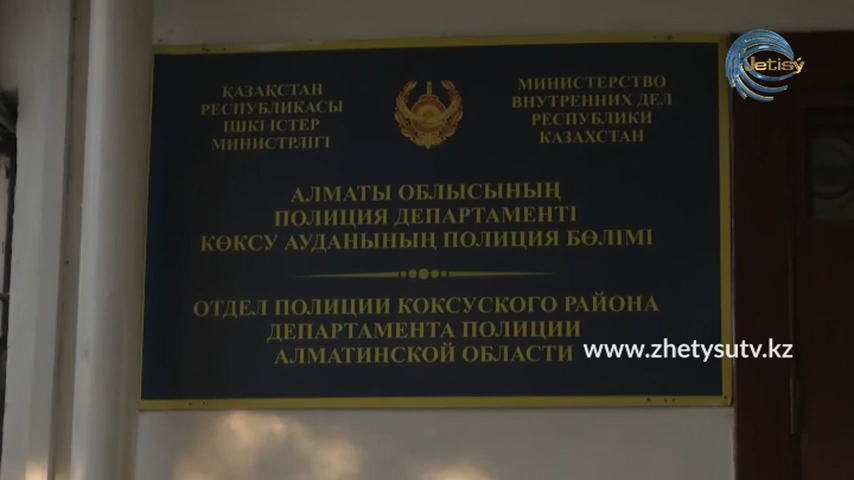 Jetisý
ҚАЗАҚСТАН
РЕСПУБЛИКАСЫ
ІШКІ ІСТЕР
МИНИСТРЛІГІ
МИНИСТЕРСТВО
ВНУТРЕННИХ ДЕЛ
РЕСПУБЛИКИ
КАЗАХСТАН
АЛМАТЫ ОБЛЫСЫНЫҢ
ПОЛИЦИЯ ДЕПАРТАМЕНТІ
КӨКСУ АУДАНЫНЫҢ ПОЛИЦИЯ БӨЛІМІ
ОТДЕЛ ПОЛИЦИИ КОКСУСКОГО РАЙОНА
ДЕПАРТАМЕНТА ПОЛИЦИИ
АЛМАТИНСКОЙ ОБЛАСТИ
www.zhetysutv.kz